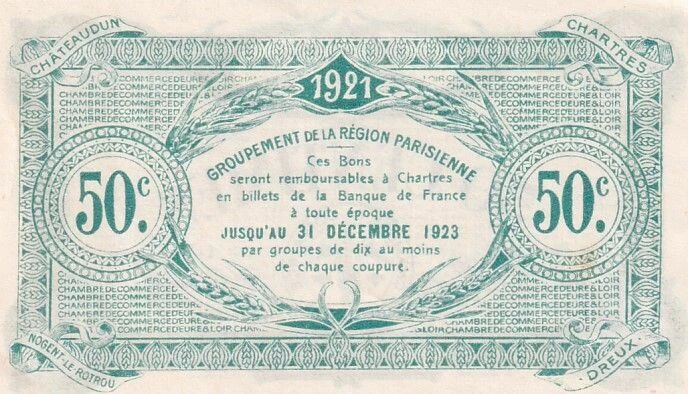 CHATEAUDUN
CHARTRES
1921
GROUPEMENT DE LA RÉGION PARISIENNE
Ces Bons
seront remboursables à Chartres
en billets de la Banque de France
à toute époque
JUSQU'AU 31 DÉCEMBRE 1923
par groupes de dix au moins
de chaque coupure.
50c.
50c.
NOGENT-LE-ROTROU
DREUX
CHAMBREDECOMMERCEDEURE&LOIR